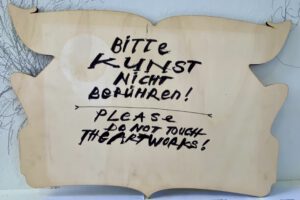 BITTE
KUNST
NICHT
BERÜHREN!
PLEASE
DO NOT TOUCH
THE ARTWORKS!